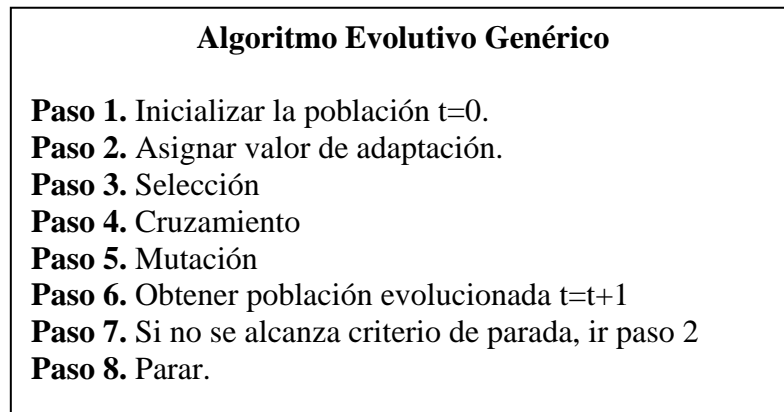 Algoritmo Evolutivo Genérico
Paso 1. Inicializar la población t=0.
Paso 2. Asignar valor de adaptación.
Paso 3. Selección
Paso 4. Cruzamiento
Paso 5. Mutación
Paso 6. Obtener población evolucionada t=t+1
Paso 7. Si no se alcanza criterio de parada, ir paso 2
Paso 8. Parar.